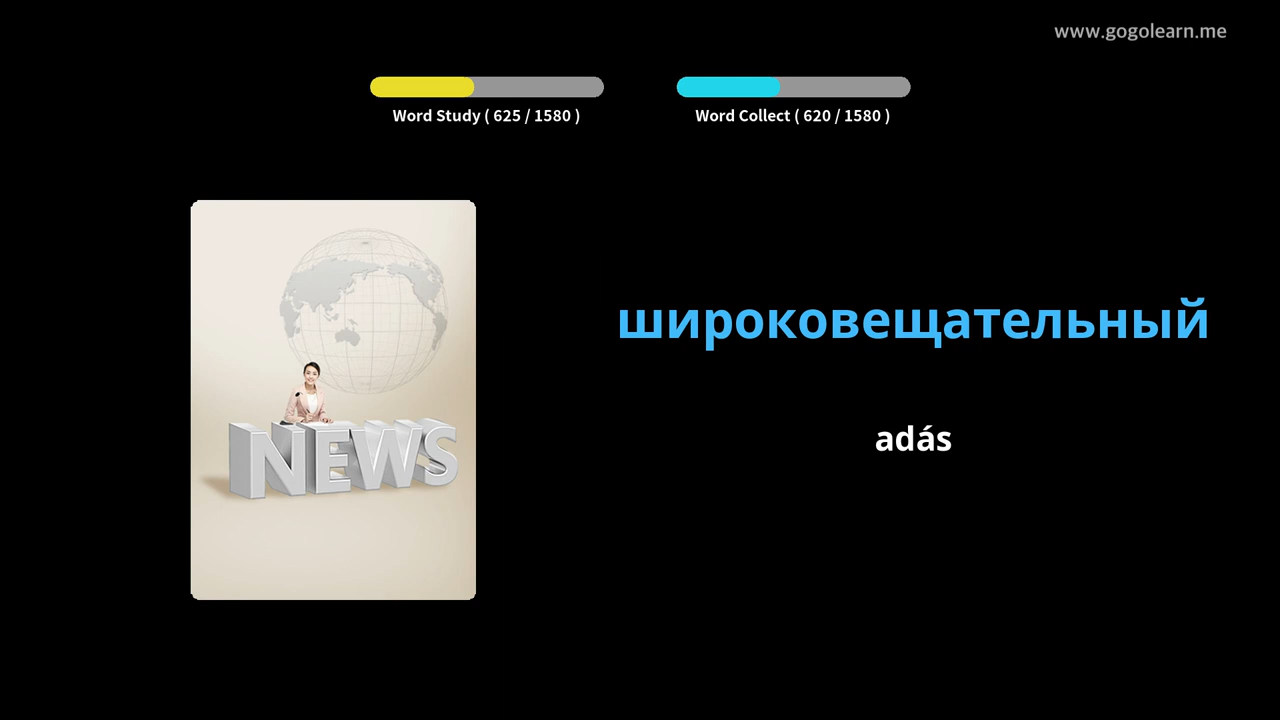 www.gogolearn.me
Word Study ( 625 / 1580 )
Word Collect ( 620 / 1580 )
широковещательный
adás
NEWS